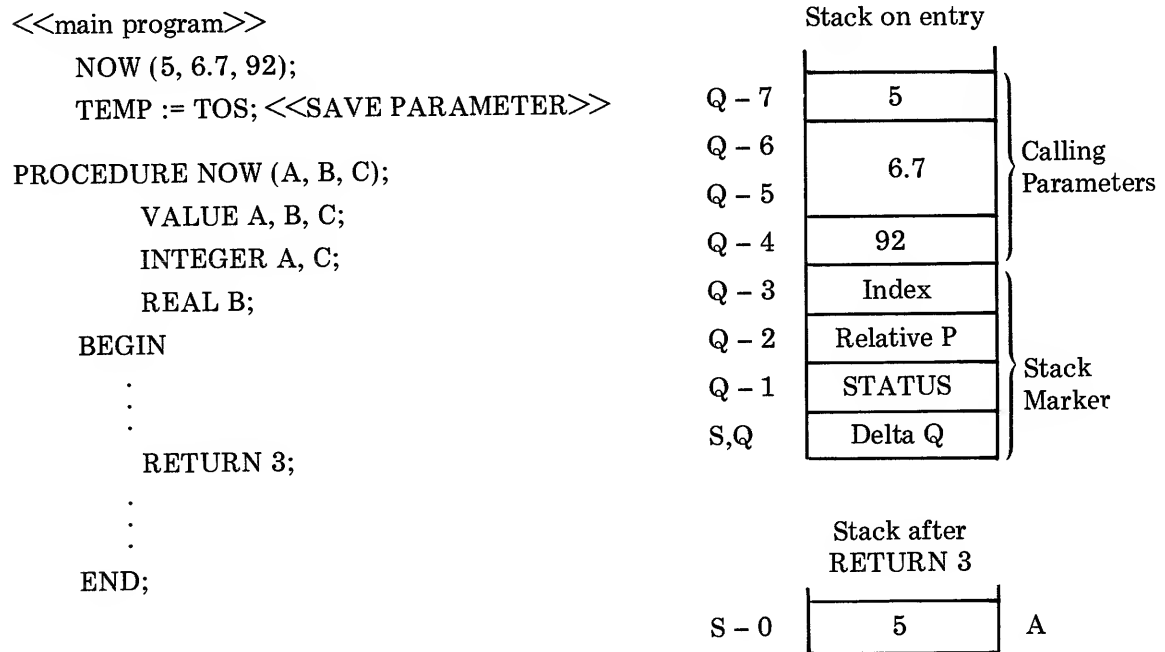 <<main program>>
NOW (5, 6.7, 92);
TEMP := TOS; <<SAVE PARAMETER>>
PROCEDURE NOW (A, B, C);
VALUE A, B, C;
INTEGER A, C;
REAL B;
BEGIN
.
.
.
RETURN 3;
.
.
.
END;
Stack on entry
Q – 7 5
Q – 6
6.7
Q – 5
Q – 4 92
Calling
Parameters
Q – 3 Index
Q – 2 Relative P
Q – 1 STATUS
S,Q Delta Q
Stack
Marker
Stack after
RETURN 3
S – 0 5 A